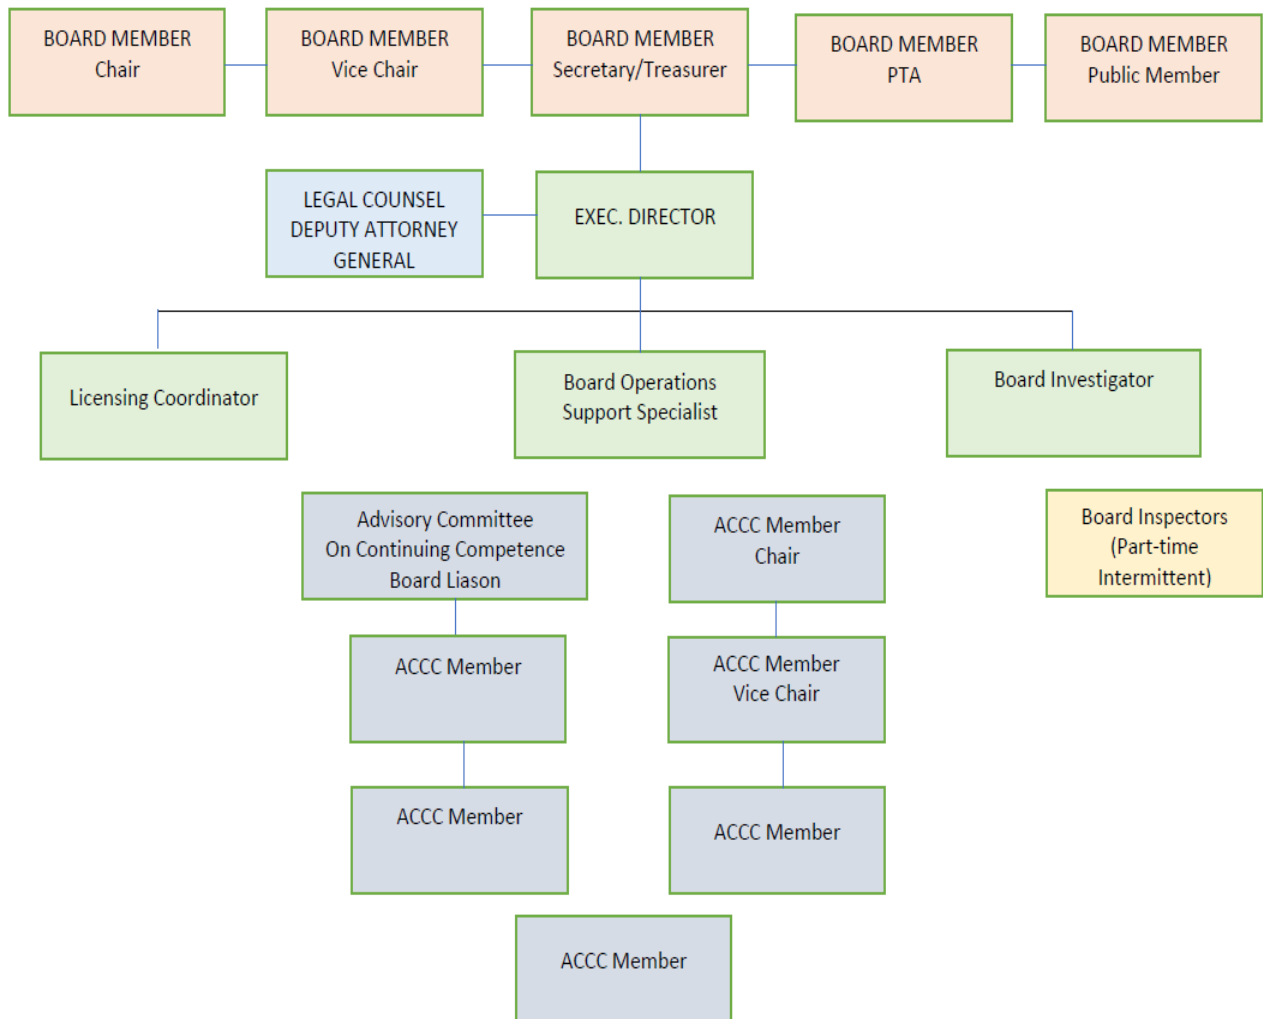 BOARD MEMBER
Chair
BOARD MEMBER
Vice Chair
BOARD MEMBER
Secretary/Treasurer
BOARD MEMBER
PTA
BOARD MEMBER
Public Member
LEGAL COUNSEL
DEPUTY ATTORNEY
GENERAL
EXEC. DIRECTOR
Licensing Coordinator
Board Operations
Support Specialist
Board Investigator
Advisory Committee
On Continuing Competence
Board Liason
ACCC Member
Chair
Board Inspectors
(Part-time
Intermittent)
ACCC Member
ACCC Member
Vice Chair
ACCC Member
ACCC Member
ACCC Member